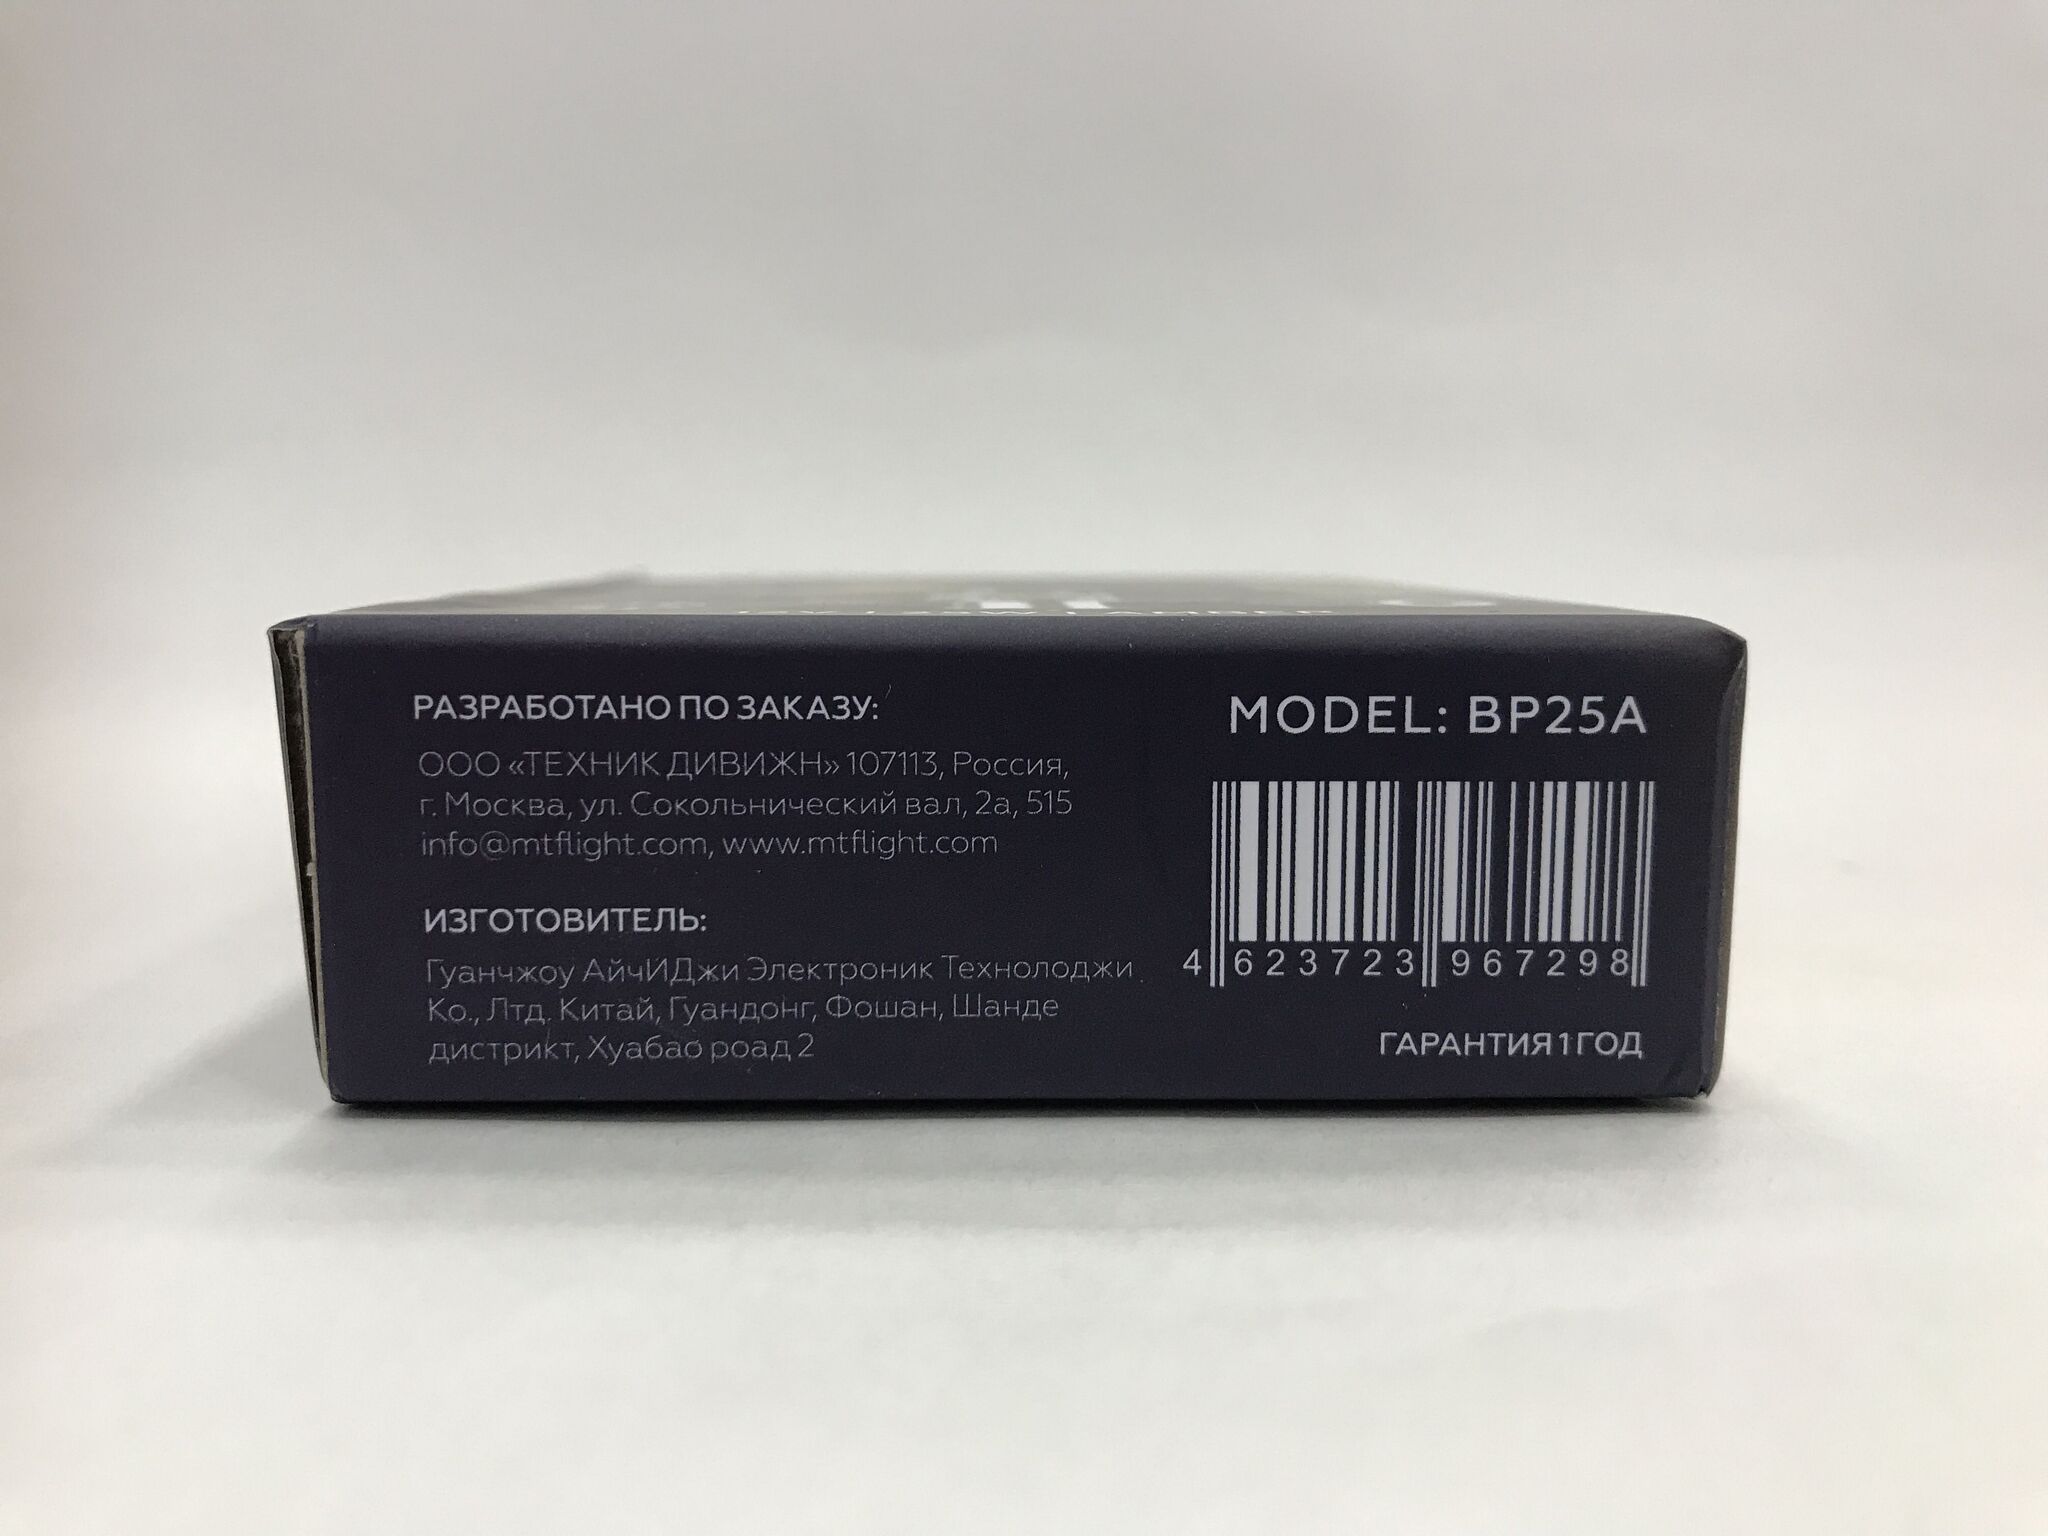 РАЗРАБОТАНО ПО ЗАКАЗУ:
ООО «ТЕХНИК ДИВИЖН» 107113, Россия,
г. Москва, ул. Сокольнический вал, 2а, 515
info@mtflight.com, www.mtflight.com
ИЗГОТОВИТЕЛЬ:
Гуанчжоу АйчИДжи Электроник Технолоджи
Ко., Лтд. Китай, Гуандонг, Фошан, Шанде
дистрикт, Хуабао роад 2
MODEL: BP25A
4 623723 967298
ГАРАНТИЯ 1 ГОД